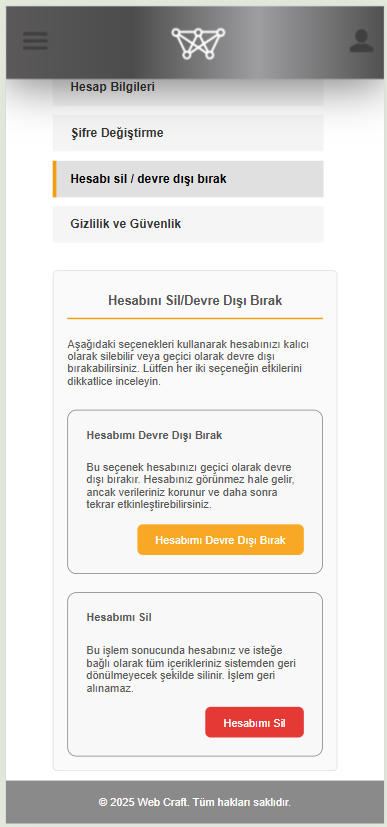 Hesap Bilgileri
Şifre Değiştirme
Hesabı sil / devre dışı bırak
Gizlilik ve Güvenlik
Hesabını Sil/Devre Dışı Bırak
Aşağıdaki seçenekleri kullanarak hesabınızı kalıcı
olarak silebilir veya geçici olarak devre dışı
bırakabilirsiniz. Lütfen her iki seçeneğin etkilerini
dikkatlice inceleyin.
Hesabımı Devre Dışı Bırak
Bu seçenek hesabınızı geçici olarak devre
dışı bırakır. Hesabınız görünmez hale gelir,
ancak verileriniz korunur ve daha sonra
tekrar etkinleştirebilirsiniz.
Hesabımı Devre Dışı Bırak
Hesabımı Sil
Bu işlem sonucunda hesabınız ve isteğe
bağlı olarak tüm içerikleriniz sistemden geri
dönülmeyecek şekilde silinir. İşlem geri
alınamaz.
Hesabımı Sil
© 2025 Web Craft. Tüm hakları saklıdır.